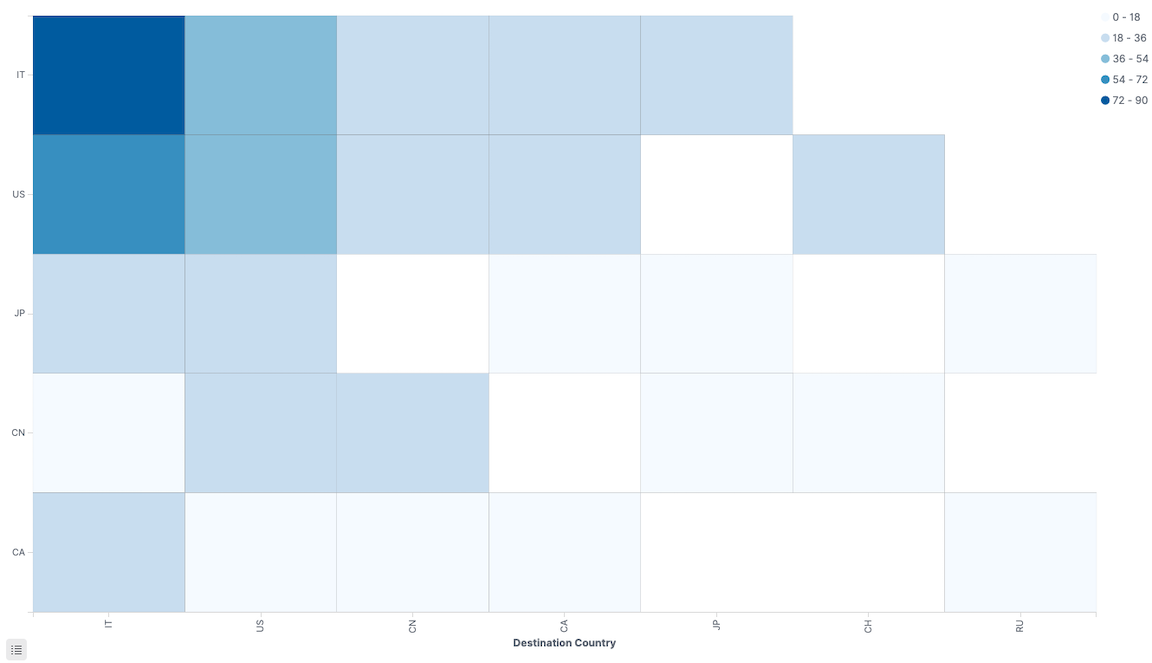 0 - 18
18 - 36
36 - 54
54 - 72
72 - 90
IT
US
JP
CN
CA
IT
US
CN
CA
JP
CH
RU
Destination Country